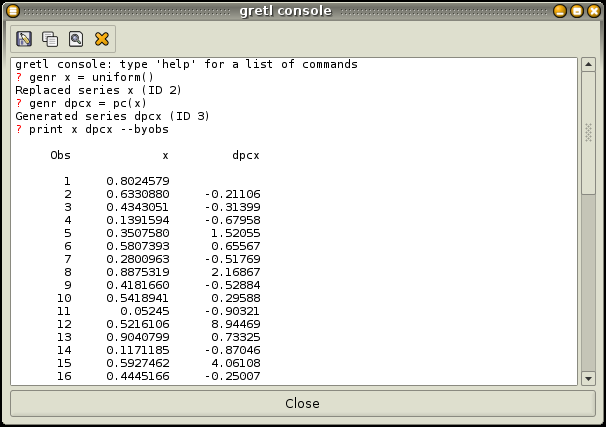 gretl console
gretl console: type 'help' for a list of commands
? genr x = uniform()
Replaced series x (ID 2)
? genr dpcx = pc(x)
Generated series dpcx (ID 3)
? print x dpcx --byobs
Obs x dpcx
1 0.8024579
2 0.6330880 -0.21106
3 0.4343051 -0.31399
4 0.1391594 -0.67958
5 0.3507580 1.52055
6 0.5807393 0.65567
7 0.2800963 -0.51769
8 0.8875319 2.16867
9 0.4181660 -0.52884
10 0.5418941 0.29588
11 0.05245 -0.90321
12 0.5216106 8.94469
13 0.9040799 0.73325
14 0.1171185 -0.87046
15 0.5927462 4.06108
16 0.4445166 -0.25007
Close